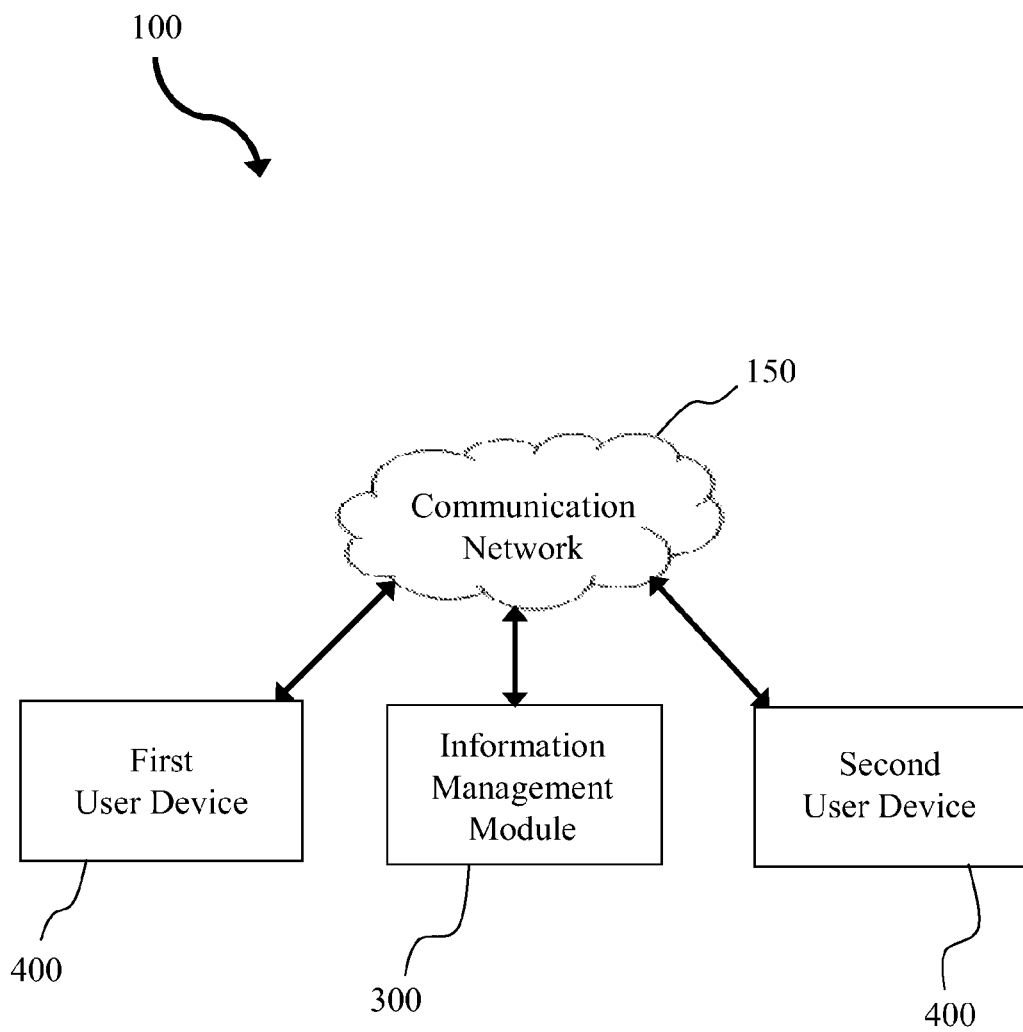 100
150
Communication
Network
First
User Device
Information
Management
Module
Second
User Device
400
300
400